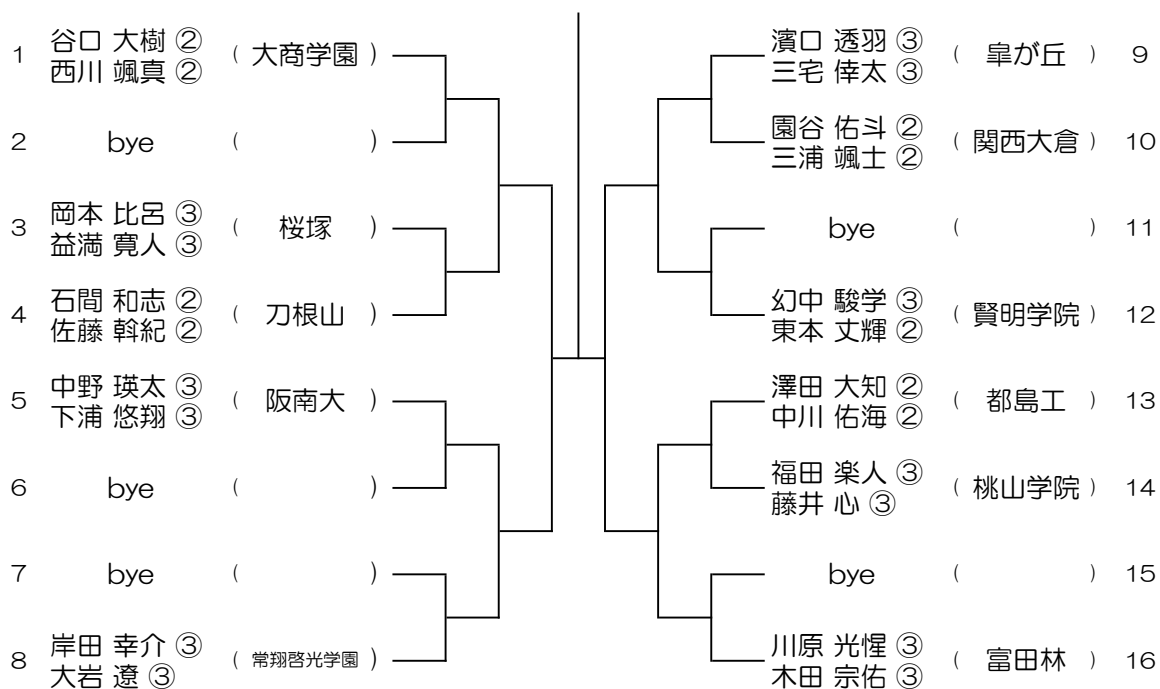 1 谷口 大樹 ② ( 大商学園 )
西川 颯真 ②
2 bye ( )
3 岡本 比呂 ③ ( 桜塚 )
益満 寛人 ③
4 石間 和志 ② ( 刀根山 )
佐藤 斡紀 ②
5 中野 瑛太 ③ ( 阪南大 )
下浦 悠翔 ③
6 bye ( )
7 bye ( )
8 岸田 幸介 ③ ( 常翔啓光学園 )
大岩 遼 ③
濱口 透羽 ③ ( 皐が丘 ) 9
三宅 倖太 ③
園谷 佑斗 ② ( 関西大倉 ) 10
三浦 颯士 ②
bye ( ) 11
幻中 駿学 ③ ( 賢明学院 ) 12
東本 丈輝 ②
澤田 大知 ② ( 都島工 ) 13
中川 佑海 ②
福田 楽人 ③ ( 桃山学院 ) 14
藤井 心 ③
bye ( ) 15
川原 光惺 ③ ( 富田林 ) 16
木田 宗佑 ③